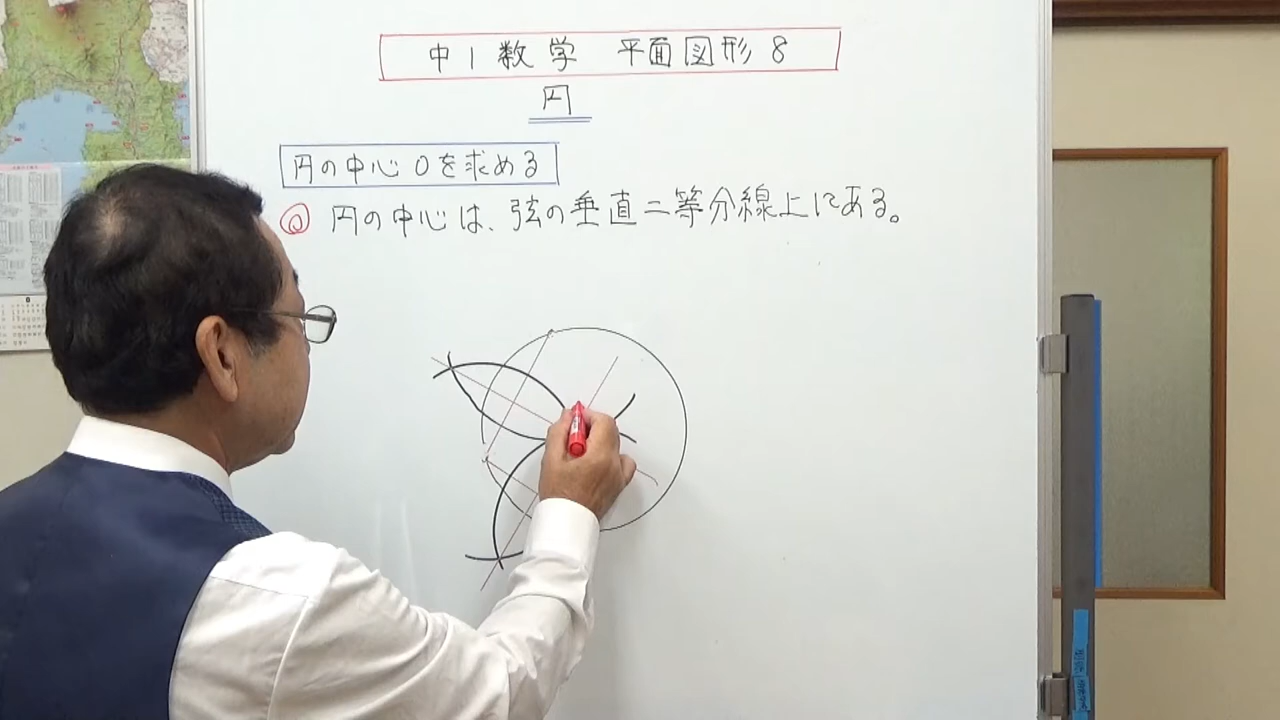 中1数学 平面図形 8
円
円の中心Oを求める
◎ 円の中心は、弦の垂直二等分線上にある。